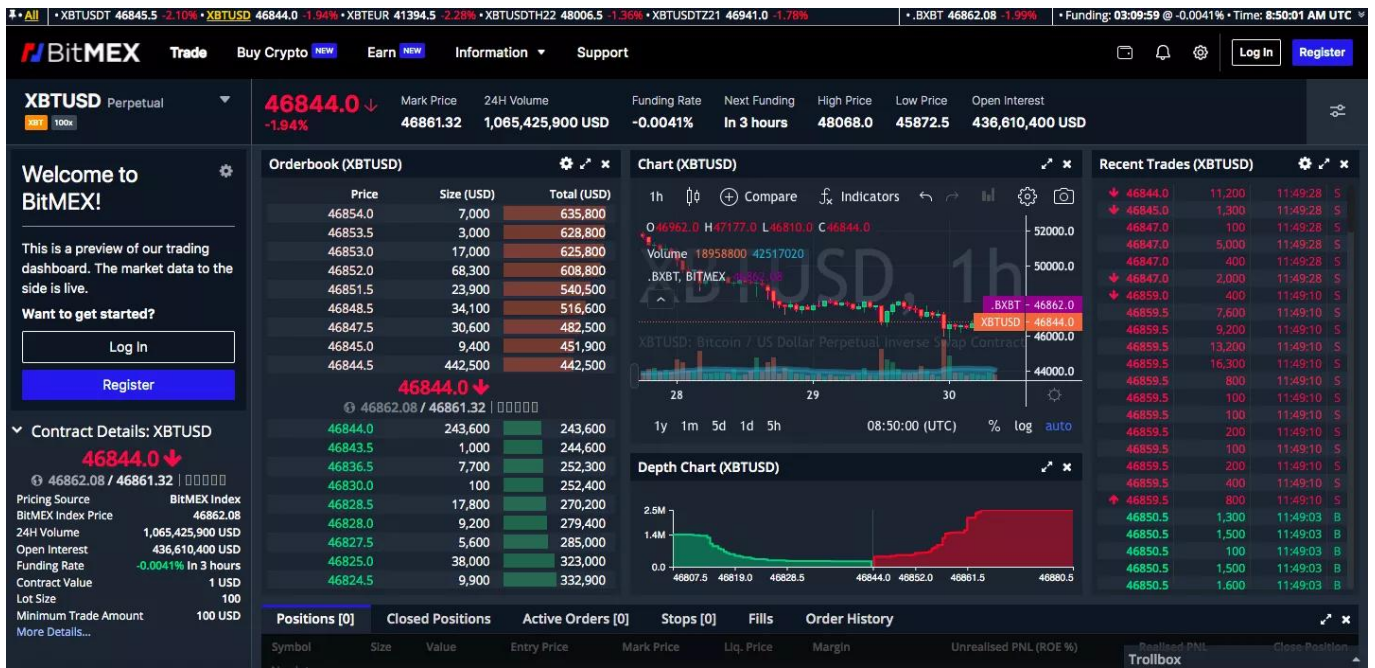 All • XBTUSDT 46845.5 -2.10% • XBTUSD 46844.0 -1.94% • XBTEUR 41394.5 -2.28% • XBTUSDTH22 48006.5 -1.36% • XBTUSDTZ21 46941.0 -1.78% • .BXBT 46862.08 -1.99% • Funding: 03:09:59 @ -0.0041% • Time: 8:50:01 AM UTC
BitMEX Trade Buy Crypto NEW Earn NEW Information Support Log In Register
XBTUSD Perpetual
XBT 100x
46844.0 Mark Price 24H Volume Funding Rate Next Funding High Price Low Price Open Interest
-1.94% 46861.32 1,065,425,900 USD -0.0041% In 3 hours 48068.0 45872.5 436,610,400 USD
Welcome to
BitMEX!
This is a preview of our trading
dashboard. The market data to the
side is live.
Want to get started?
Log In
Register
Contract Details: XBTUSD
46844.0
46862.08 / 46861.32
Pricing Source BitMEX Index
BitMEX Index Price 46862.08
24H Volume 1,065,425,900 USD
Open Interest 436,610,400 USD
Funding Rate -0.0041% In 3 hours
Contract Value 1 USD
Lot Size 100
Minimum Trade Amount 100 USD
More Details...
Orderbook (XBTUSD)
Price Size (USD) Total (USD)
46854.0 7,000 635,800
46853.5 3,000 628,800
46853.0 17,000 625,800
46852.0 68,300 608,800
46851.5 23,900 540,500
46848.5 34,100 516,600
46847.5 30,600 482,500
46845.0 9,400 451,900
46844.5 442,500 442,500
46844.0
46862.08 / 46861.32
46844.0 243,600 243,600
46843.5 1,000 244,600
46836.5 7,700 252,300
46830.0 100 252,400
46828.5 17,800 270,200
46828.0 9,200 279,400
46827.5 5,600 285,000
46825.0 38,000 323,000
46824.5 9,900 332,900
Chart (XBTUSD)
1h Compare fx Indicators
O46962.0 H47177.0 L46810.0 C46844.0
Volume 18958800 42517020
.BXBT, BITMEX 46862.08
XBTUSD, 1h
XBTUSD: Bitcoin / US Dollar Perpetual Inverse Swap Contract
52000.0
50000.0
.BXBT 46862.0
XBTUSD 46844.0
46000.0
44000.0
28 29 30
1y 1m 5d 1d 5h 08:50:00 (UTC) % log auto
Depth Chart (XBTUSD)
2.5M
1.4M
0.0
46807.5 46819.0 46828.5 46844.0 46852.0 46861.5 46880.5
Recent Trades (XBTUSD)
46844.0 11,200 11:49:28 S
46845.0 1,300 11:49:28 S
46847.0 100 11:49:28 S
46847.0 5,000 11:49:28 S
46847.0 400 11:49:28 S
46847.0 2,000 11:49:28 S
46859.0 400 11:49:10 S
46859.5 7,600 11:49:10 S
46859.5 9,200 11:49:10 S
46859.5 13,200 11:49:10 S
46859.5 16,300 11:49:10 S
46859.5 800 11:49:10 S
46859.5 100 11:49:10 S
46859.5 100 11:49:10 S
46859.5 200 11:49:10 S
46859.5 100 11:49:10 S
46859.5 200 11:49:10 S
46859.5 400 11:49:10 S
46859.5 800 11:49:10 S
46850.5 1,300 11:49:03 B
46850.5 1,500 11:49:03 B
46850.5 100 11:49:03 B
46850.5 1,500 11:49:03 B
46850.5 1,600 11:49:03 B
Positions [0] Closed Positions Active Orders [0] Stops [0] Fills Order History
Symbol Size Value Entry Price Mark Price Liq. Price Margin Unrealised PNL (ROE %) Realised PNL Close Position
Trollbox